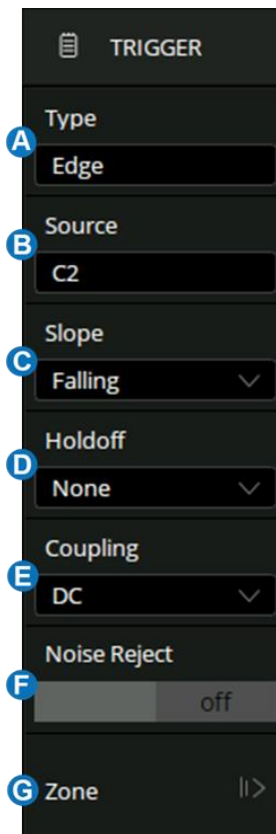 TRIGGER
Type
A
Edge
Source
B
C2
Slope
C
Falling
Holdoff
D
None
Coupling
E
DC
Noise Reject
F
off
G Zone